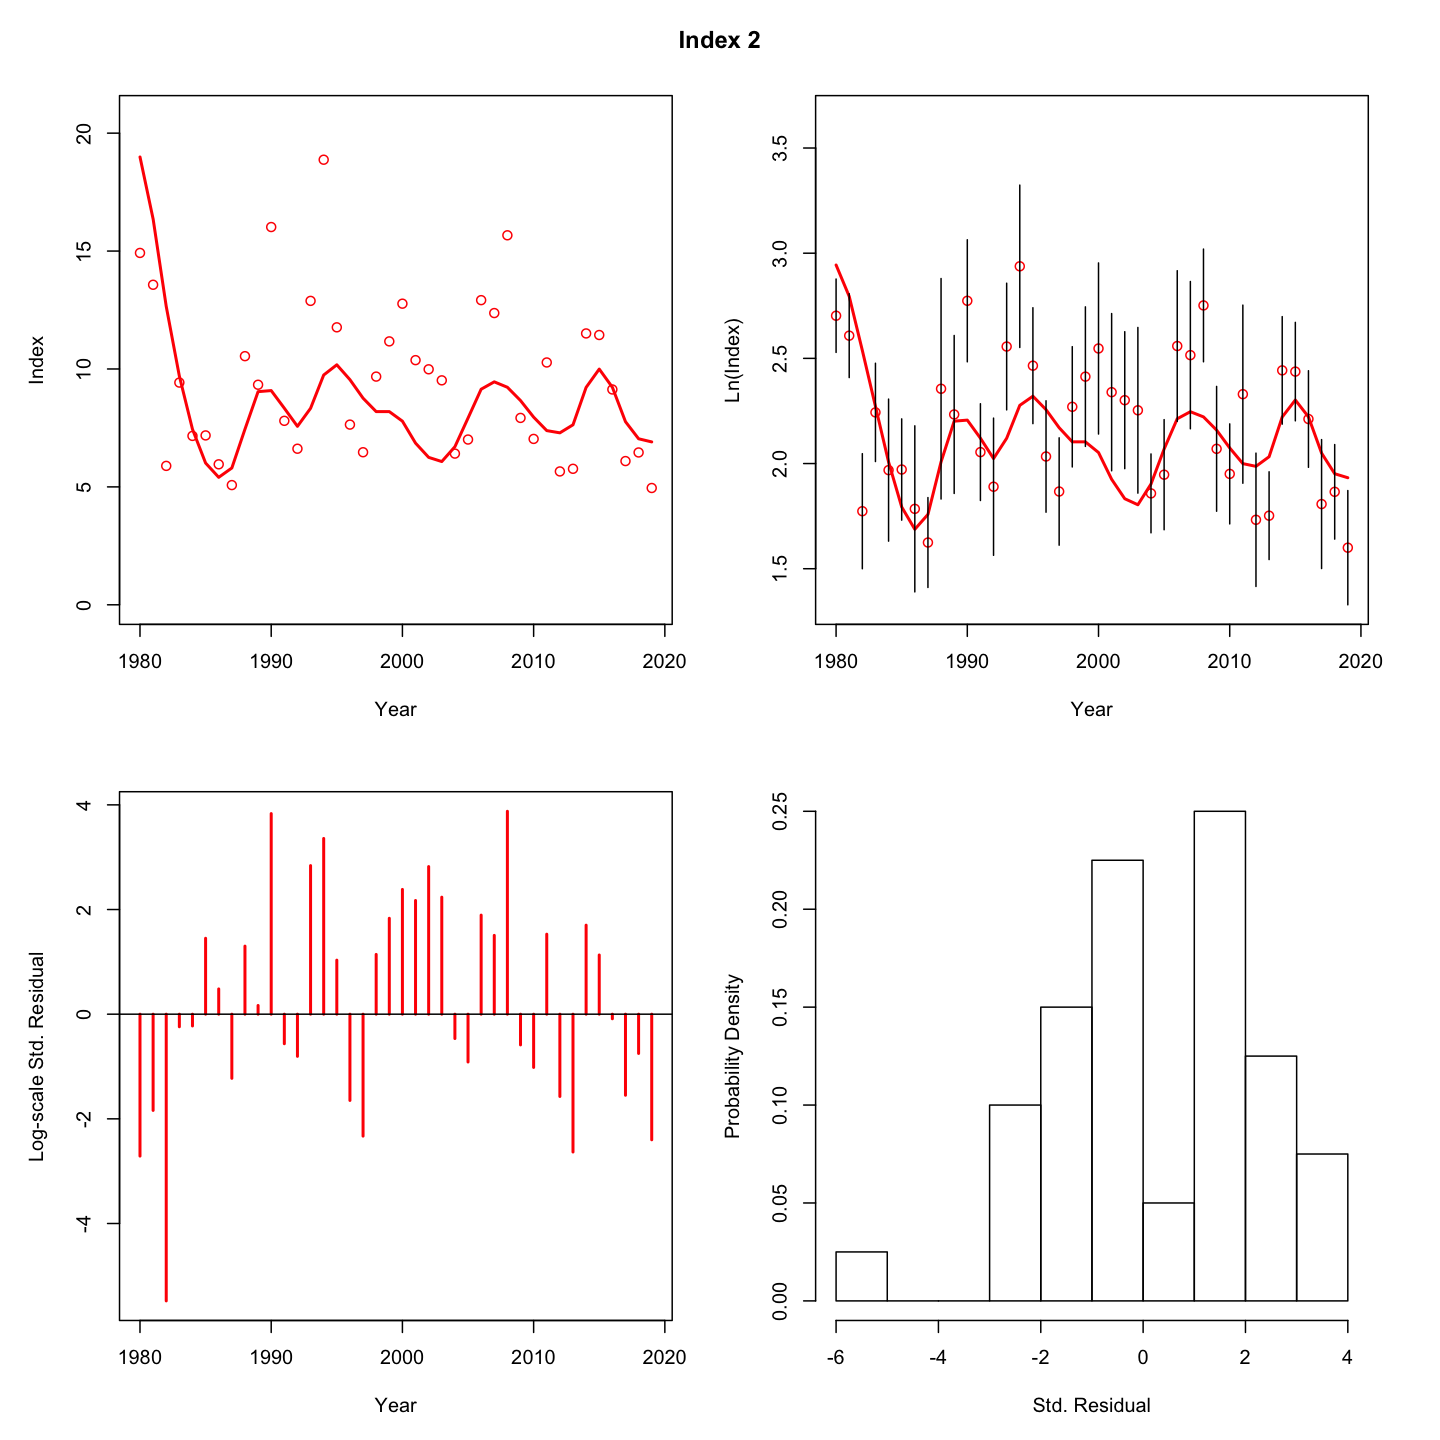 Index 2
Index
20
15
10
5
0
1980 1990 2000 2010 2020
Year
Ln(Index)
3.5
3.0
2.5
2.0
1.5
1980 1990 2000 2010 2020
Year
Log-scale Std. Residual
4
2
0
-2
-4
1980 1990 2000 2010 2020
Year
Probability Density
0.25
0.20
0.15
0.10
0.05
0.00
-6 -4 -2 0 2 4
Std. Residual